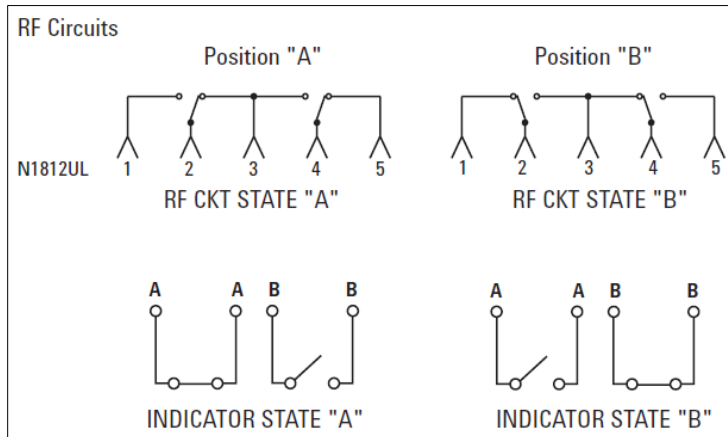 RF Circuits
Position "A" Position "B"
N1812UL 1 2 3 4 5 1 2 3 4 5
RF CKT STATE "A" RF CKT STATE "B"
A A B B A A B B
INDICATOR STATE "A" INDICATOR STATE "B"